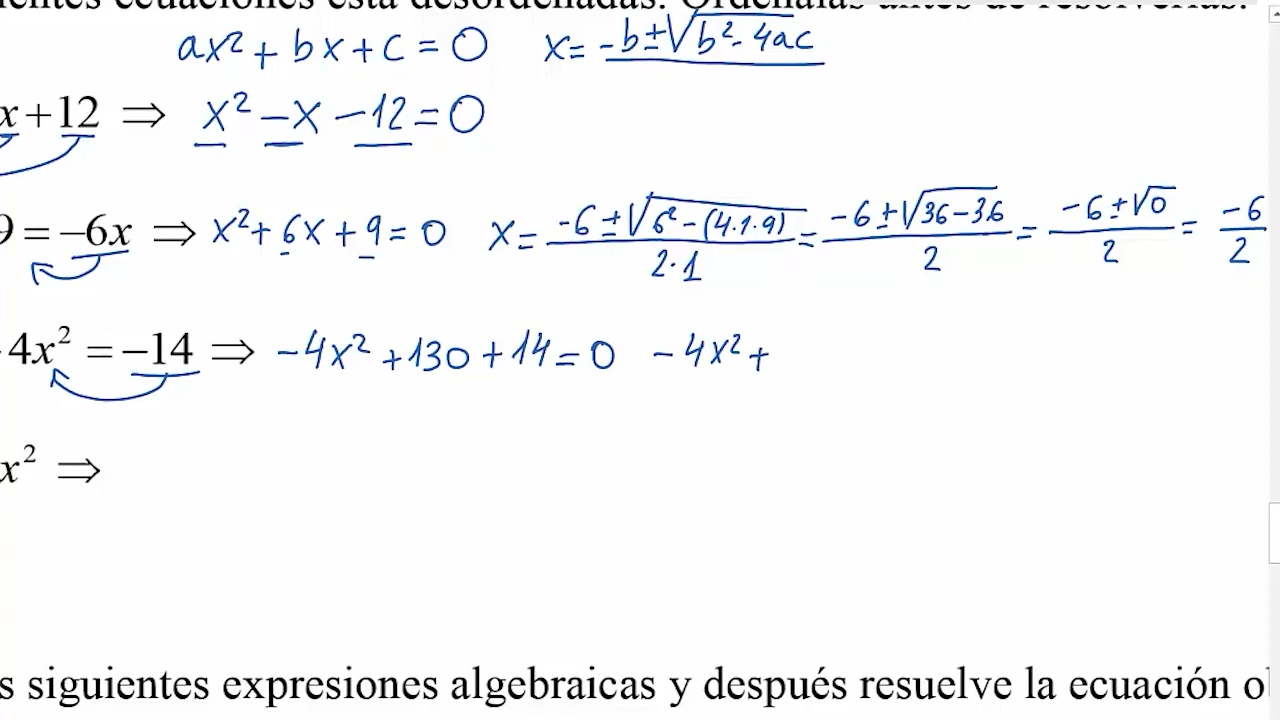 está desordenadas. Ordénalas antes de resolverlas.
ax² + bx + c = 0 x = -b ± √b² - 4ac
x + 12 ⇒ x² - x - 12 = 0
9 = -6x ⇒ x² + 6x + 9 = 0 x = -6 ± √6² - (4·1·9) / 2·1 = -6 ± √36 - 36 / 2 = -6 ± √0 / 2 = -6 / 2
4x² = -14 ⇒ -4x² + 130 + 14 = 0 - 4x² +
x² ⇒
s siguientes expresiones algebraicas y después resuelve la ecuación